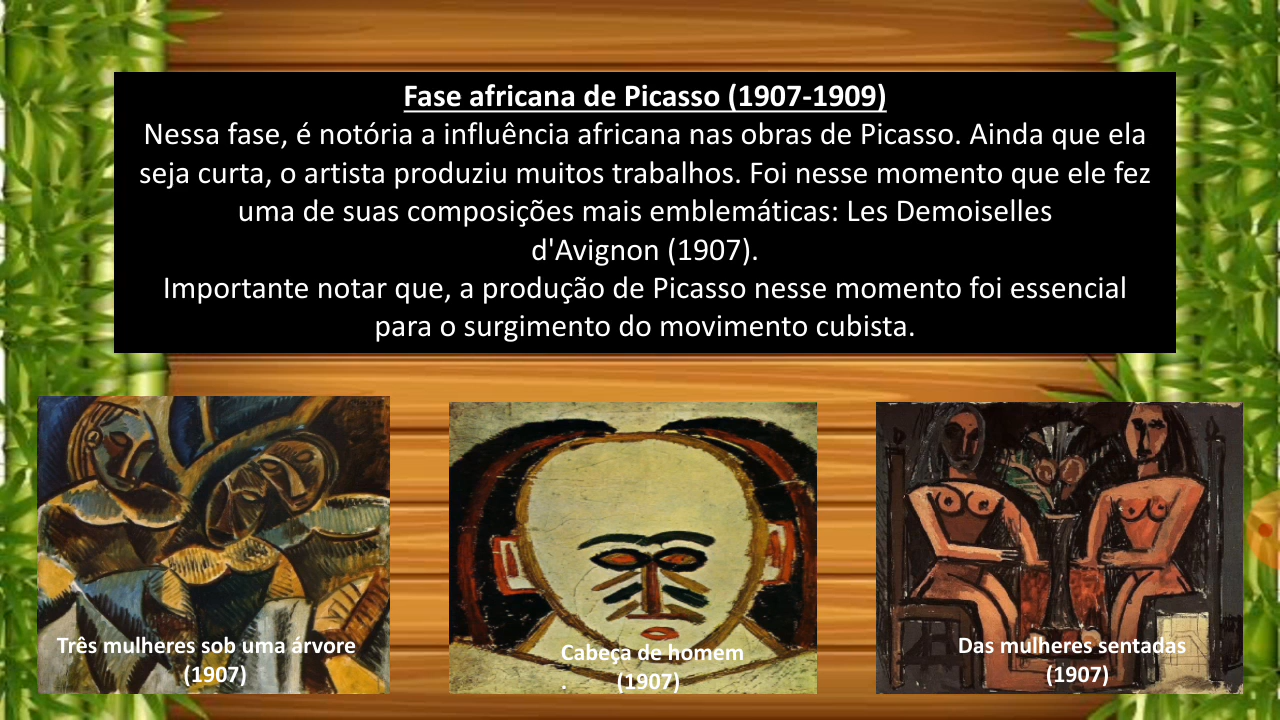 Fase africana de Picasso (1907-1909)
Nessa fase, é notória a influência africana nas obras de Picasso. Ainda que ela
seja curta, o artista produziu muitos trabalhos. Foi nesse momento que ele fez
uma de suas composições mais emblemáticas: Les Demoiselles
d'Avignon (1907).
Importante notar que, a produção de Picasso nesse momento foi essencial
para o surgimento do movimento cubista.
Três mulheres sob uma árvore
(1907)
Cabeça de homem
. (1907)
Das mulheres sentadas
(1907)